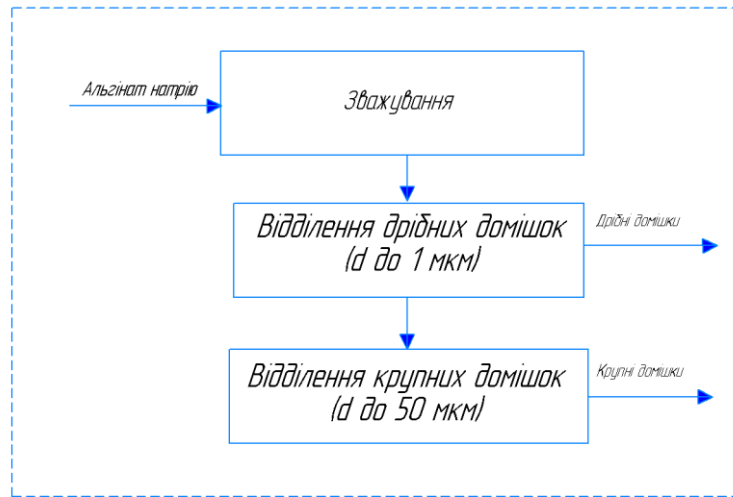 Альгінат натрію
Зважування
Відділення дрібних домішок
(d до 1 мкм)
Дрібні домішки
Відділення крупних домішок
(d до 50 мкм)
Крупні домішки